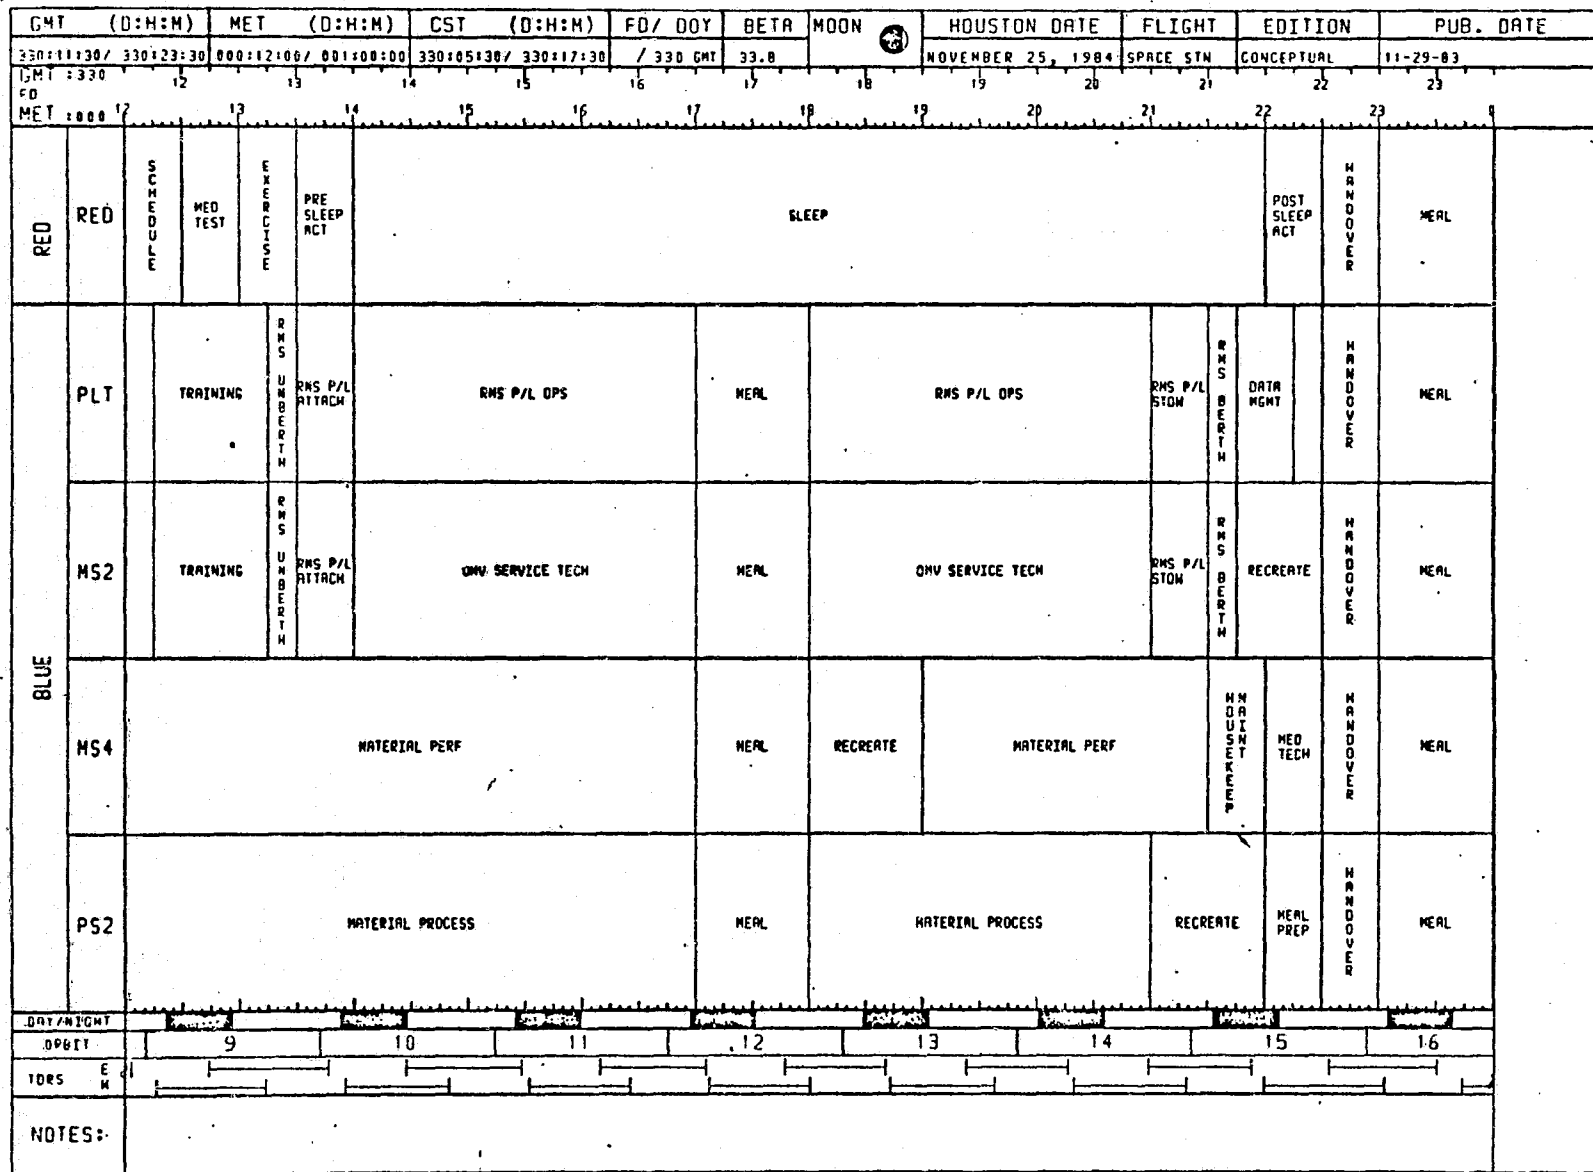 GMT (D:H:M) MET (D:H:M) CST (D:H:M) FD/ DOY BETA MOON HOUSTON DATE FLIGHT EDITION PUB. DATE
330:11:30/ 330:23:30 000:12:00/ 001:00:00 330:05:30/ 330:17:30 / 330 GMT 33.8 NOVEMBER 25, 1984 SPACE STN CONCEPTUAL 11-29-83
GMT :330 12 13 14 15 16 17 18 19 20 21 22 23
FD
MET :000 12 13 14 15 16 17 18 19 20 21 22 23
RED
RED
SCHEDULE
MED
TEST
EXERCISE
PRE
SLEEP
ACT
SLEEP
POST
SLEEP
ACT
HANDOVER
MEAL
BLUE
PLT
TRAINING
RMS UNBERTH
RMS P/L
ATTACH
RMS P/L OPS
MEAL
RMS P/L OPS
RMS P/L
STOW
RMS BERTH
DATA
MGMT
HANDOVER
MEAL
MS2
TRAINING
RMS UNBERTH
RMS P/L
ATTACH
OMV SERVICE TECH
MEAL
OMV SERVICE TECH
RMS P/L
STOW
RMS BERTH
RECREATE
HANDOVER
MEAL
MS4
MATERIAL PERF
MEAL
RECREATE
MATERIAL PERF
HOUSEKEEP
MAINT
MED
TECH
HANDOVER
MEAL
PS2
MATERIAL PROCESS
MEAL
MATERIAL PROCESS
RECREATE
MEAL
PREP
HANDOVER
MEAL
DAY/NIGHT
ORBIT 9 10 11 12 13 14 15 16
TDRS E
W
NOTES: